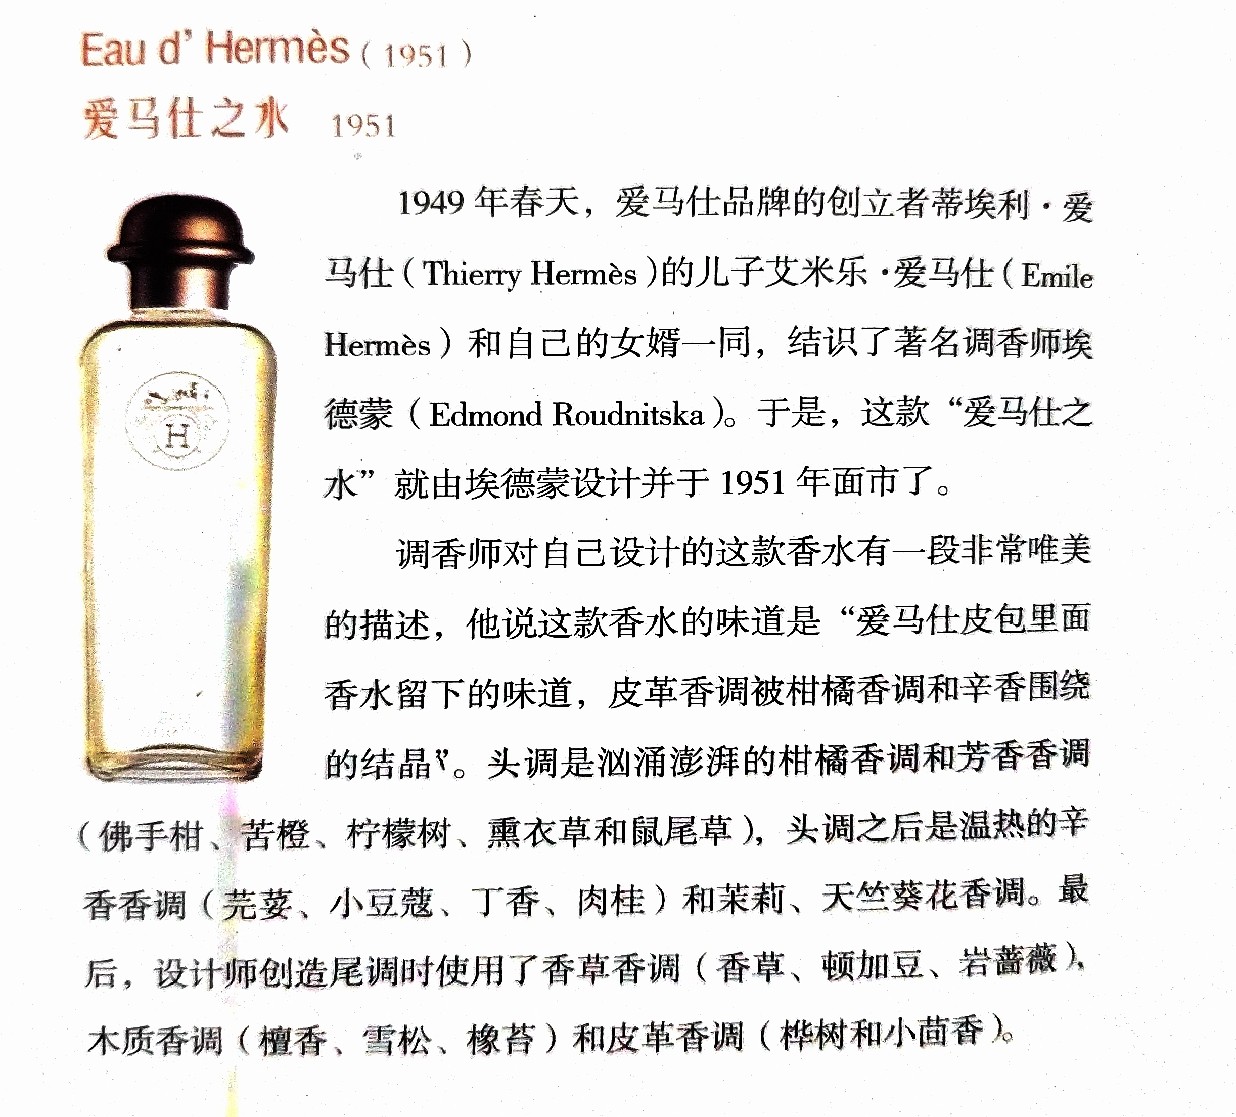 Eau d’ Hermès（1951）
爱马仕之水 1951
1949 年春天，爱马仕品牌的创立者蒂埃利·爱
马仕（Thierry Hermès）的儿子艾米乐·爱马仕（Emile
Hermès）和自己的女婿一同，结识了著名调香师埃
德蒙（Edmond Roudnitska）。于是，这款“爱马仕之
水”就由埃德蒙设计并于 1951 年面市了。
调香师对自己设计的这款香水有一段非常唯美
的描述，他说这款香水的味道是“爱马仕皮包里面
香水留下的味道，皮革香调被柑橘香调和辛香围绕
的结晶”。头调是汹涌澎湃的柑橘香调和芳香香调
（佛手柑、苦橙、柠檬树、熏衣草和鼠尾草），头调之后是温热的辛
香香调（芫荽、小豆蔻、丁香、肉桂）和茉莉、天竺葵花香调。最
后，设计师创造尾调时使用了香草香调（香草、顿加豆、岩蔷薇），
木质香调（檀香、雪松、橡苔）和皮革香调（桦树和小茴香）。
H